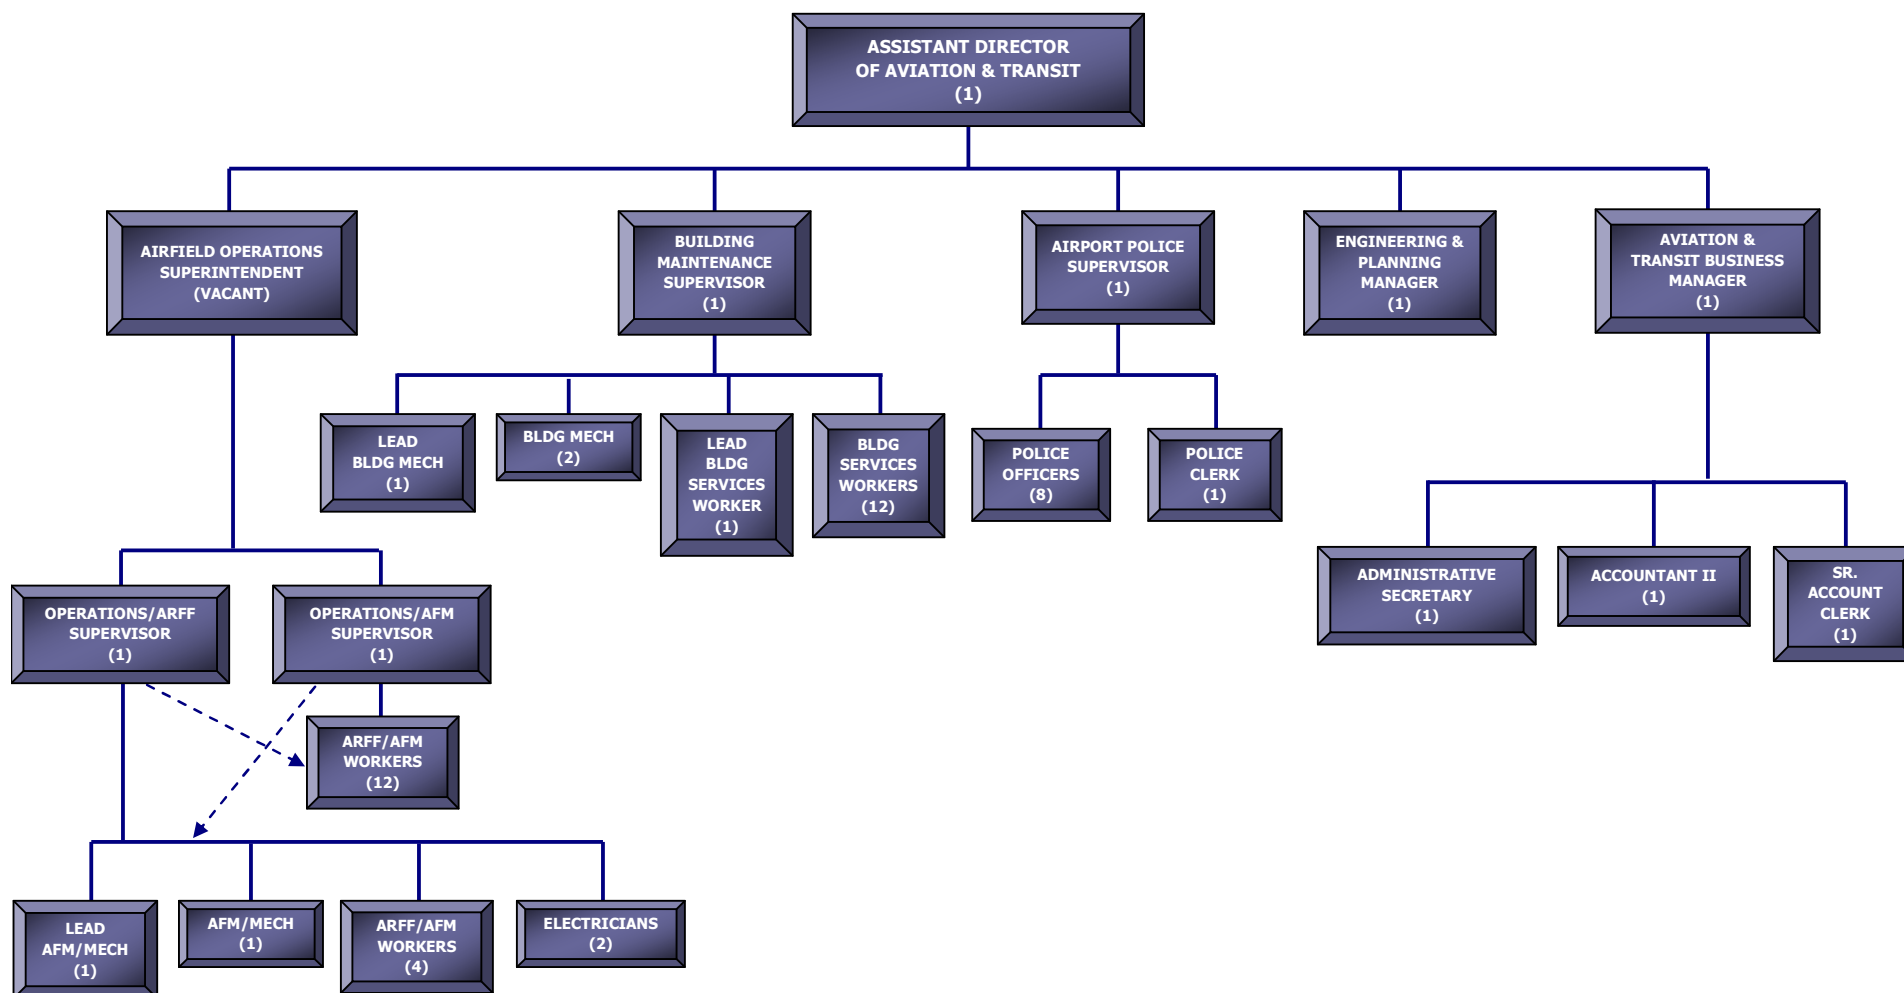 ASSISTANT DIRECTOR
OF AVIATION & TRANSIT
(1)
AIRFIELD OPERATIONS
SUPERINTENDENT
(VACANT)
BUILDING
MAINTENANCE
SUPERVISOR
(1)
AIRPORT POLICE
SUPERVISOR
(1)
ENGINEERING &
PLANNING
MANAGER
(1)
AVIATION &
TRANSIT BUSINESS
MANAGER
(1)
LEAD
BLDG MECH
(1)
BLDG MECH
(2)
LEAD
BLDG
SERVICES
WORKER
(1)
BLDG
SERVICES
WORKERS
(12)
POLICE
OFFICERS
(8)
POLICE
CLERK
(1)
ADMINISTRATIVE
SECRETARY
(1)
ACCOUNTANT II
(1)
SR.
ACCOUNT
CLERK
(1)
OPERATIONS/ARFF
SUPERVISOR
(1)
OPERATIONS/AFM
SUPERVISOR
(1)
ARFF/AFM
WORKERS
(12)
LEAD
AFM/MECH
(1)
AFM/MECH
(1)
ARFF/AFM
WORKERS
(4)
ELECTRICIANS
(2)